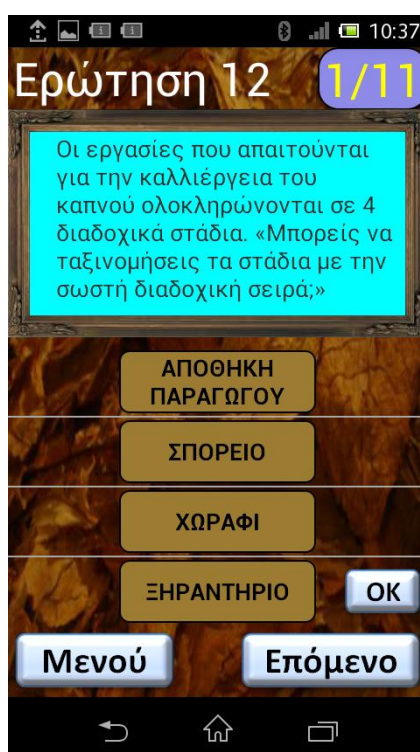 10:37
Ερώτηση 12
1/11
Οι εργασίες που απαιτούνται
για την καλλιέργεια του
καπνού ολοκληρώνονται σε 4
διαδοχικά στάδια. «Μπορείς να
ταξινομήσεις τα στάδια με την
σωστή διαδοχική σειρά;»
ΑΠΟΘΗΚΗ
ΠΑΡΑΓΩΓΟΥ
ΣΠΟΡΕΙΟ
ΧΩΡΑΦΙ
ΞΗΡΑΝΤΗΡΙΟ
OK
Μενού
Επόμενο